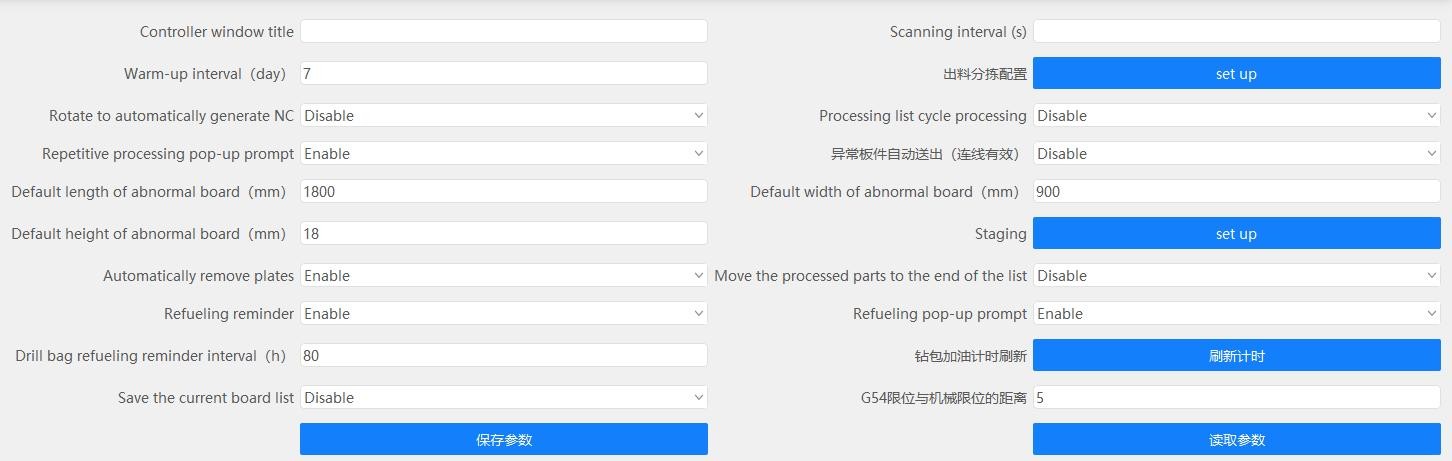 Controller window title
Scanning interval (s)
Warm-up interval（day） 7
出料分拣配置 set up
Rotate to automatically generate NC Disable
Processing list cycle processing Disable
Repetitive processing pop-up prompt Enable
异常板件自动送出（连线有效） Disable
Default length of abnormal board（mm） 1800
Default width of abnormal board（mm） 900
Default height of abnormal board（mm） 18
Staging set up
Automatically remove plates Enable
Move the processed parts to the end of the list Disable
Refueling reminder Enable
Refueling pop-up prompt Enable
Drill bag refueling reminder interval（h） 80
钻包加油计时刷新 刷新计时
Save the current board list Disable
G54限位与机械限位的距离 5
保存参数
读取参数